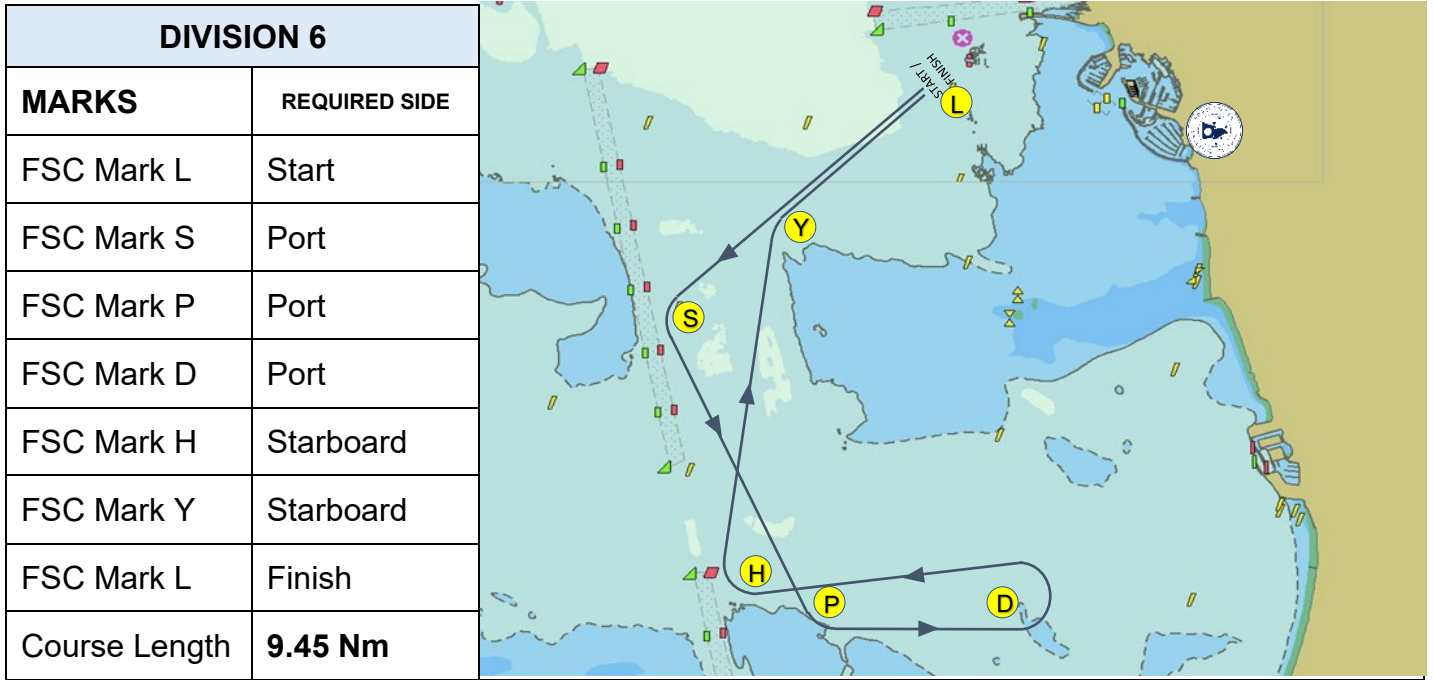 DIVISION 6
MARKS REQUIRED SIDE
FSC Mark L Start
FSC Mark S Port
FSC Mark P Port
FSC Mark D Port
FSC Mark H Starboard
FSC Mark Y Starboard
FSC Mark L Finish
Course Length 9.45 Nm
START /
FINISH
L
Y
S
H
P
D